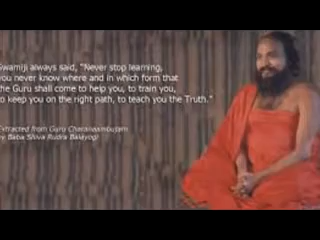 Swamiji always said, "Never stop learning,
you never know where and in which form that
the Guru shall come to help you, to train you,
to keep you on the right path, to teach you the Truth."
Extracted from Guru Charanaumbujam
by Baba Shiva Rudra Balayogi